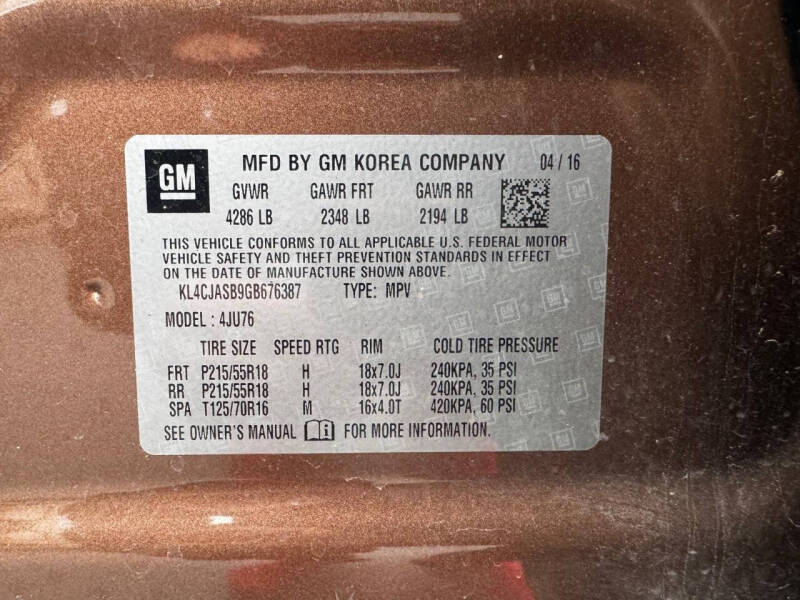 GM
MFD BY GM KOREA COMPANY 04 / 16
GVWR GAWR FRT GAWR RR
4286 LB 2348 LB 2194 LB
THIS VEHICLE CONFORMS TO ALL APPLICABLE U.S. FEDERAL MOTOR
VEHICLE SAFETY AND THEFT PREVENTION STANDARDS IN EFFECT
ON THE DATE OF MANUFACTURE SHOWN ABOVE.
KL4CJASB9GB676387 TYPE: MPV
MODEL : 4JU76
TIRE SIZE SPEED RTG RIM COLD TIRE PRESSURE
FRT P215/55R18 H 18x7.0J 240KPA, 35 PSI
RR P215/55R18 H 18x7.0J 240KPA, 35 PSI
SPA T125/70R16 M 16x4.0T 420KPA, 60 PSI
SEE OWNER'S MANUAL FOR MORE INFORMATION.